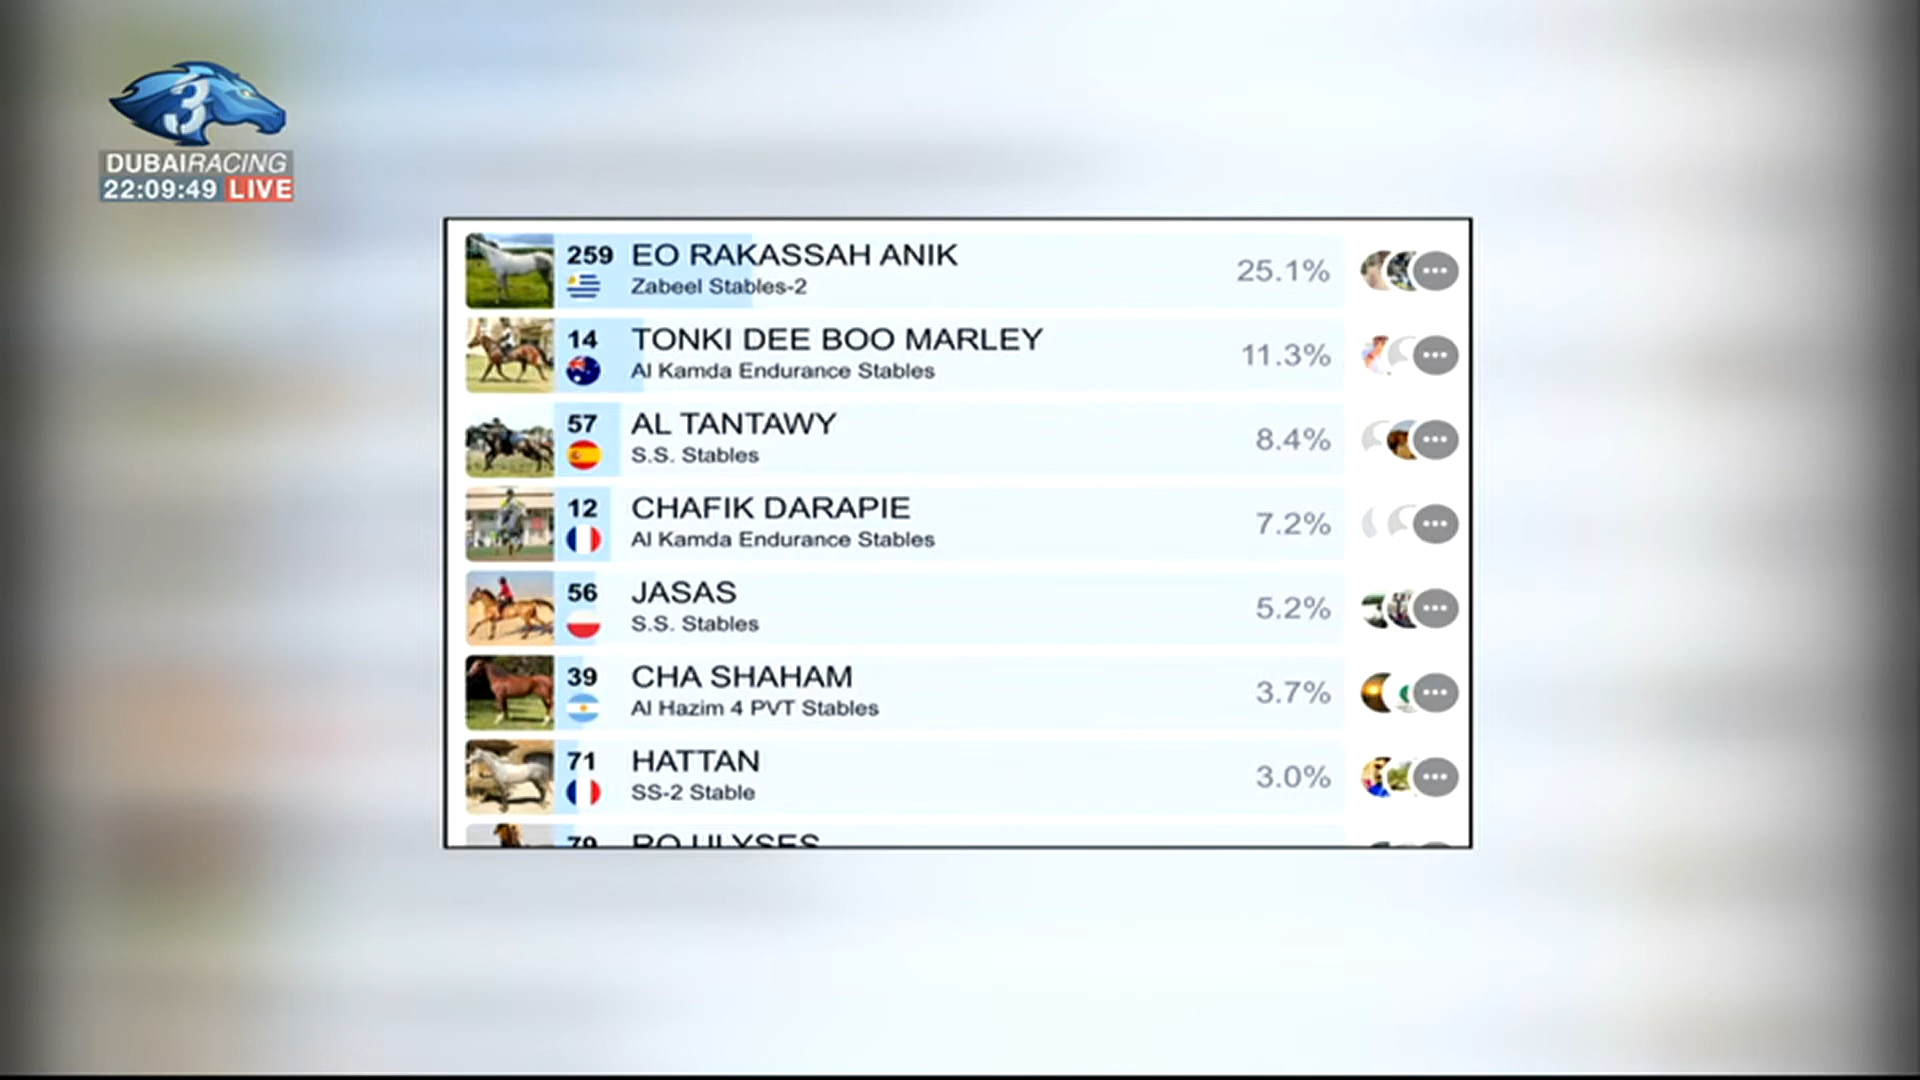 3
DUBAIRACING
22:09:49 LIVE
259 EO RAKASSAH ANIK
Zabeel Stables-2
25.1%
14 TONKI DEE BOO MARLEY
Al Kamda Endurance Stables
11.3%
57 AL TANTAWY
S.S. Stables
8.4%
12 CHAFIK DARAPIE
Al Kamda Endurance Stables
7.2%
56 JASAS
S.S. Stables
5.2%
39 CHA SHAHAM
Al Hazim 4 PVT Stables
3.7%
71 HATTAN
SS-2 Stable
3.0%
79 RO ULYSES